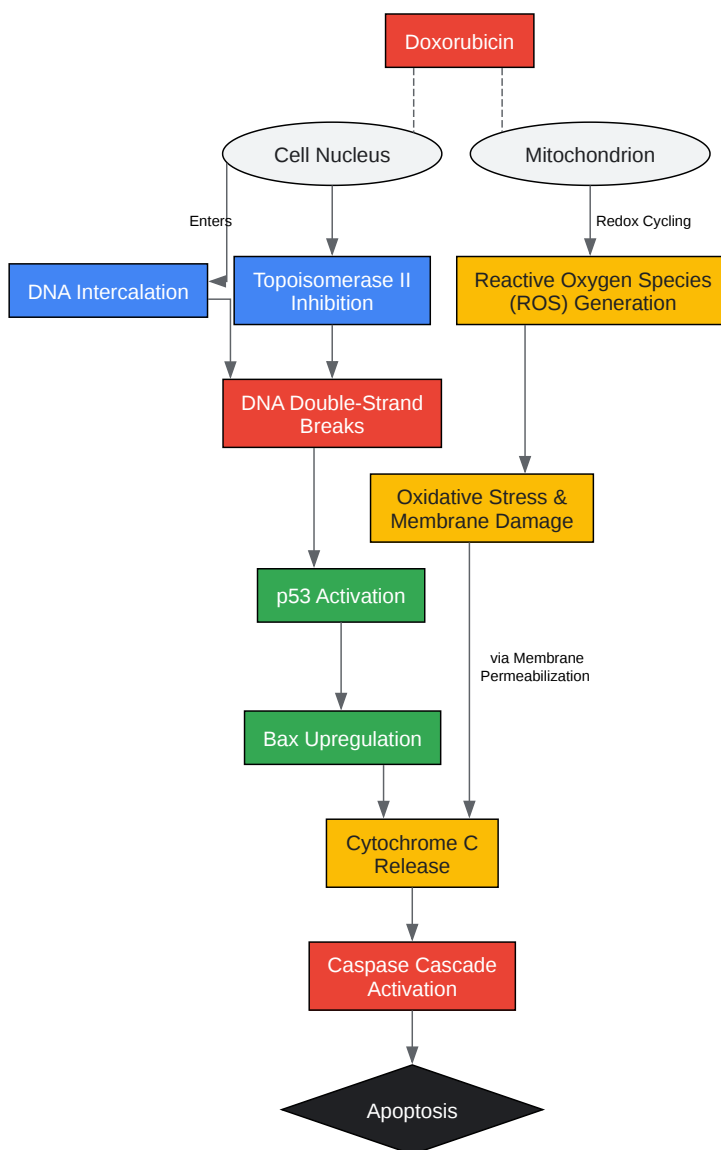 Doxorubicin
Cell Nucleus
Mitochondrion
Enters
Redox Cycling
DNA Intercalation
Topoisomerase II
Inhibition
Reactive Oxygen Species
(ROS) Generation
DNA Double-Strand
Breaks
Oxidative Stress &
Membrane Damage
p53 Activation
via Membrane
Permeabilization
Bax Upregulation
Cytochrome C
Release
Caspase Cascade
Activation
Apoptosis